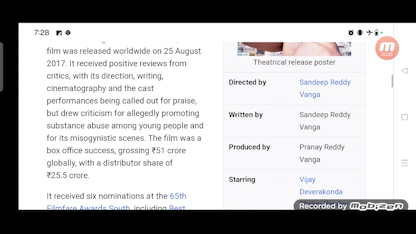 7:28
film was released worldwide on 25 August
2017. It received positive reviews from
critics, with its direction, writing,
cinematography and the cast
performances being called out for praise,
but drew criticism for allegedly promoting
substance abuse among young people and
for its misogynistic scenes. The film was a
box office success, grossing ₹51 crore
globally, with a distributor share of
₹25.5 crore.
It received six nominations at the 65th
Filmfare Awards South, including Best
Theatrical release poster
Directed by Sandeep Reddy
Vanga
Written by Sandeep Reddy
Vanga
Produced by Pranay Reddy
Vanga
Starring Vijay
Deverakonda
Recorded by Mobizen